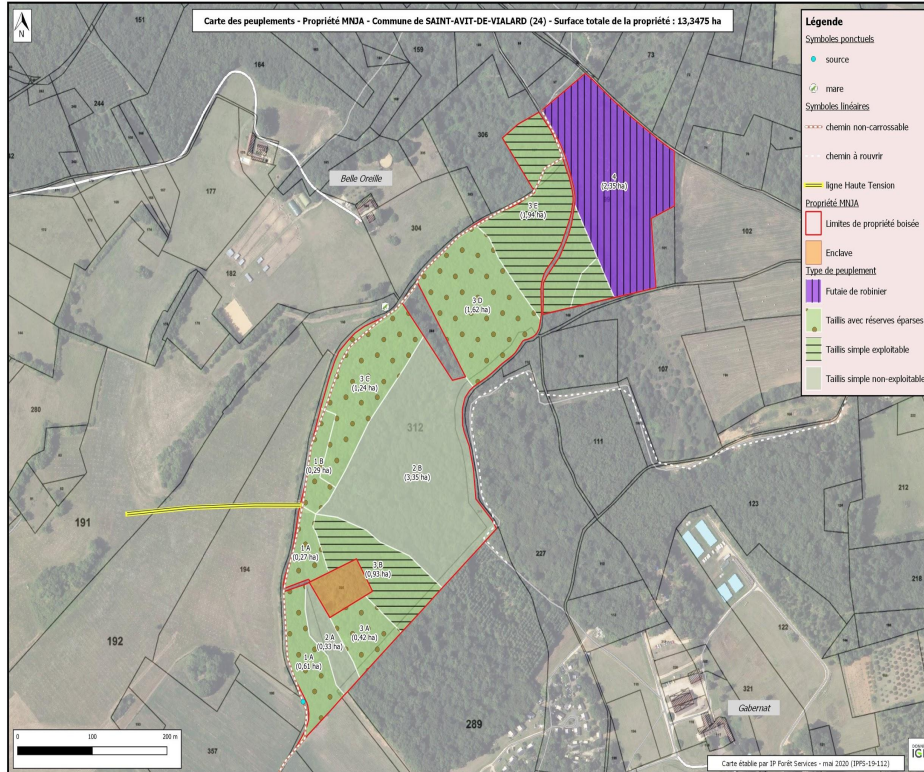 Carte des peuplements - Propriété MNJA - Commune de SAINT-AVIT-DE-VIALARD (24) - Surface totale de la propriété : 13,3475 ha
N
Légende
Symboles ponctuels
source
mare
Symboles linéaires
chemin non-carrossable
chemin à rouvrir
ligne Haute Tension
Propriété MNJA
Limites de propriété boisée
Enclave
Type de peuplement
Futaie de robinier
Taillis avec réserves éparses
Taillis simple exploitable
Taillis simple non-exploitable
151
159
73
164
244
306
177
Belle Oreille
4
(2,35 ha)
3 E
(1,94 ha)
304
102
182
3 D
(1,62 ha)
107
3 C
(1,24 ha)
260
312
111
1 B
(0,29 ha)
2 B
(3,35 ha)
212
191
123
194
227
1 A
(0,27 ha)
3 B
(0,93 ha)
218
192
2 A
(0,33 ha)
3 A
(0,42 ha)
122
1 A
(0,61 ha)
321
Gabernat
289
357
0 100 200 m
Carte établie par IP Forêt Services - mai 2020 (IPFS-19-112)